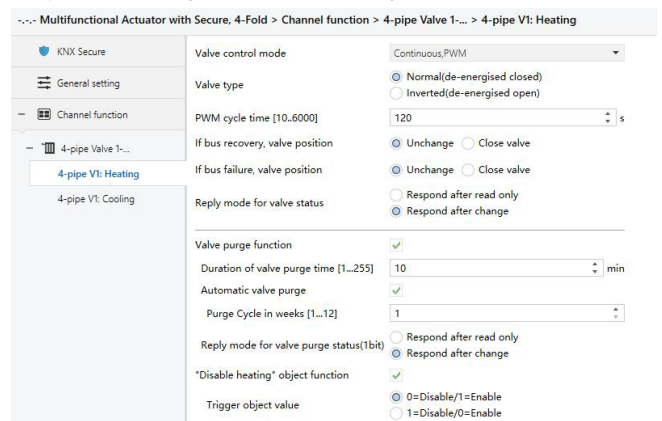 -.-.- Multifunctional Actuator with Secure, 4-Fold > Channel function > 4-pipe Valve 1-... > 4-pipe V1: Heating
KNX Secure
General setting
Channel function
4-pipe Valve 1-...
4-pipe V1: Heating
4-pipe V1: Cooling
Valve control mode
Continuous,PWM
Valve type
Normal(de-energised closed)
Inverted(de-energised open)
PWM cycle time [10..6000]
120
s
If bus recovery, valve position
Unchange
Close valve
If bus failure, valve position
Unchange
Close valve
Reply mode for valve status
Respond after read only
Respond after change
Valve purge function
Duration of valve purge time [1...255]
10
min
Automatic valve purge
Purge Cycle in weeks [1...12]
1
Reply mode for valve purge status(1bit)
Respond after read only
Respond after change
"Disable heating" object function
Trigger object value
0=Disable/1=Enable
1=Disable/0=Enable